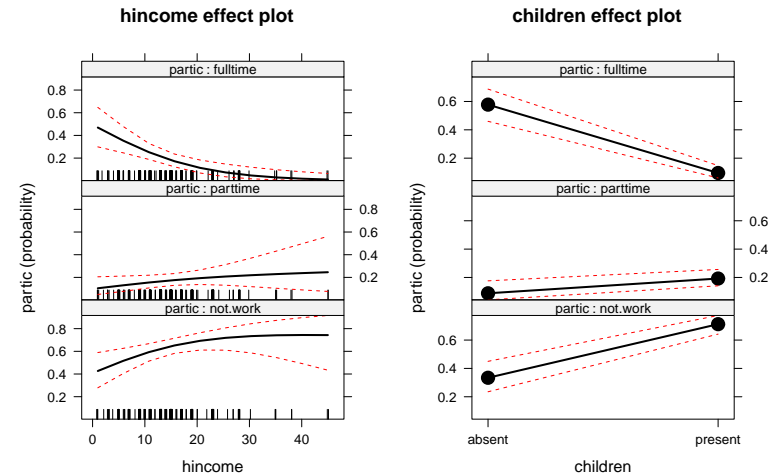 hincome effect plot
partic : fulltime
0.8
0.6
0.4
0.2
partic : parttime
0.8
0.6
0.4
0.2
partic : not.work
0.8
0.6
0.4
0.2
partic (probability)
0 10 20 30 40
hincome
children effect plot
partic : fulltime
0.6
0.4
0.2
partic : parttime
0.6
0.4
0.2
partic : not.work
0.6
0.4
0.2
partic (probability)
absent present
children